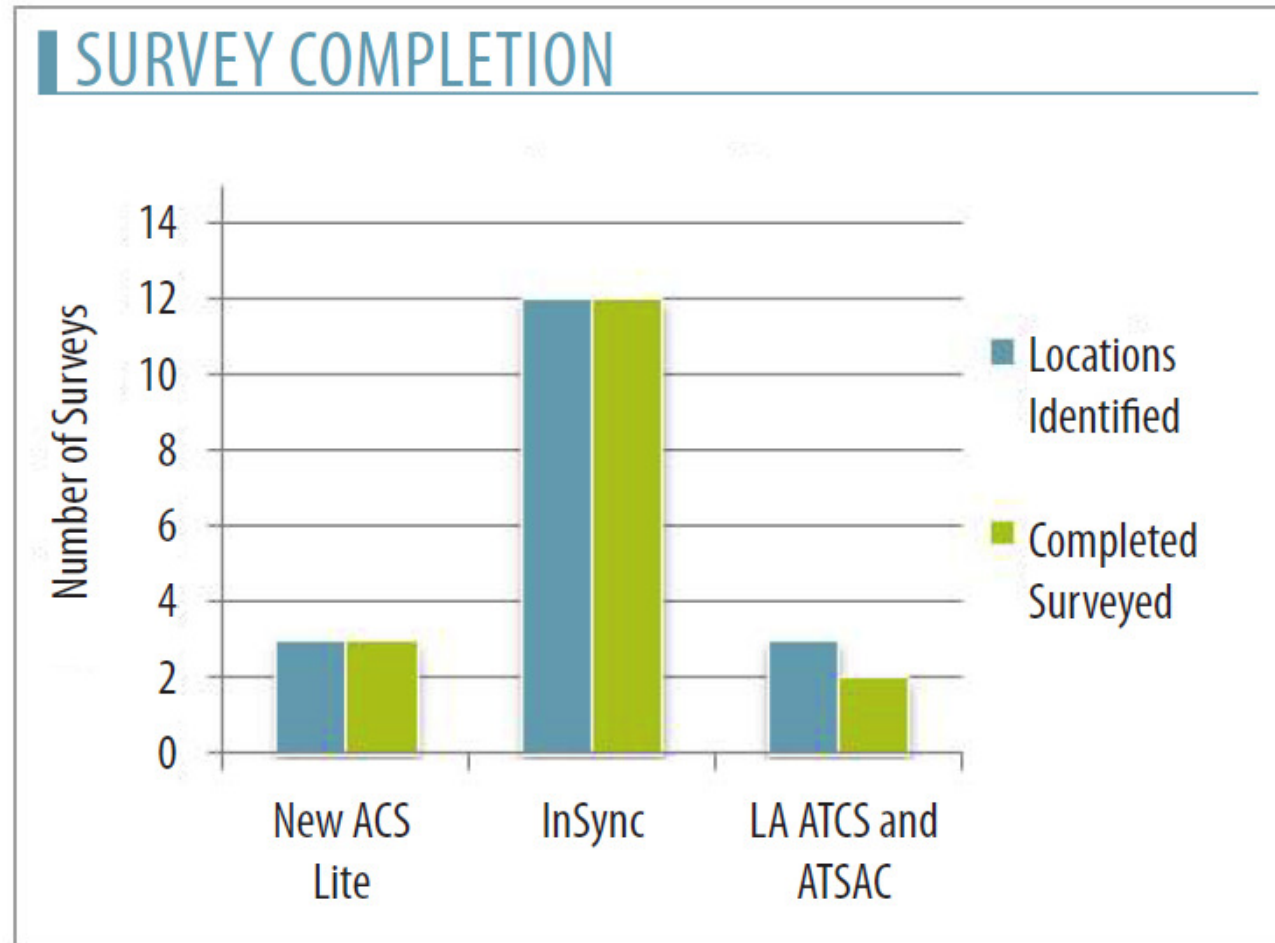 SURVEY COMPLETION
Number of Surveys
14
12
10
8
6
4
2
0
New ACS
Lite
InSync
LA ATCS and
ATSAC
Locations
Identified
Completed
Surveyed